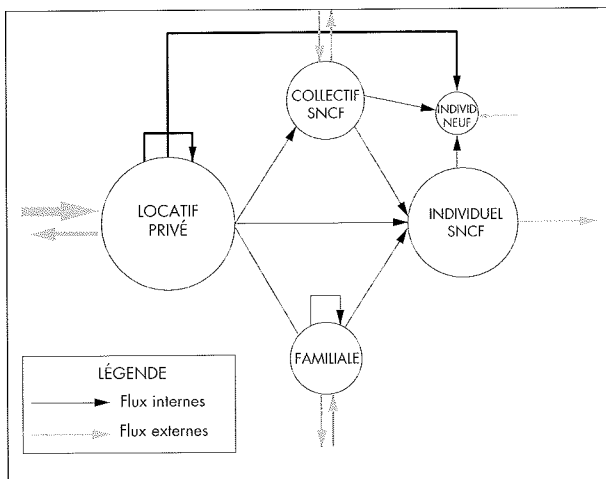 COLLECTIF
SNCF
INDIVID.
NEUF
LOCATIF
PRIVÉ
INDIVIDUEL
SNCF
FAMILIALE
LÉGENDE
Flux internes
Flux externes